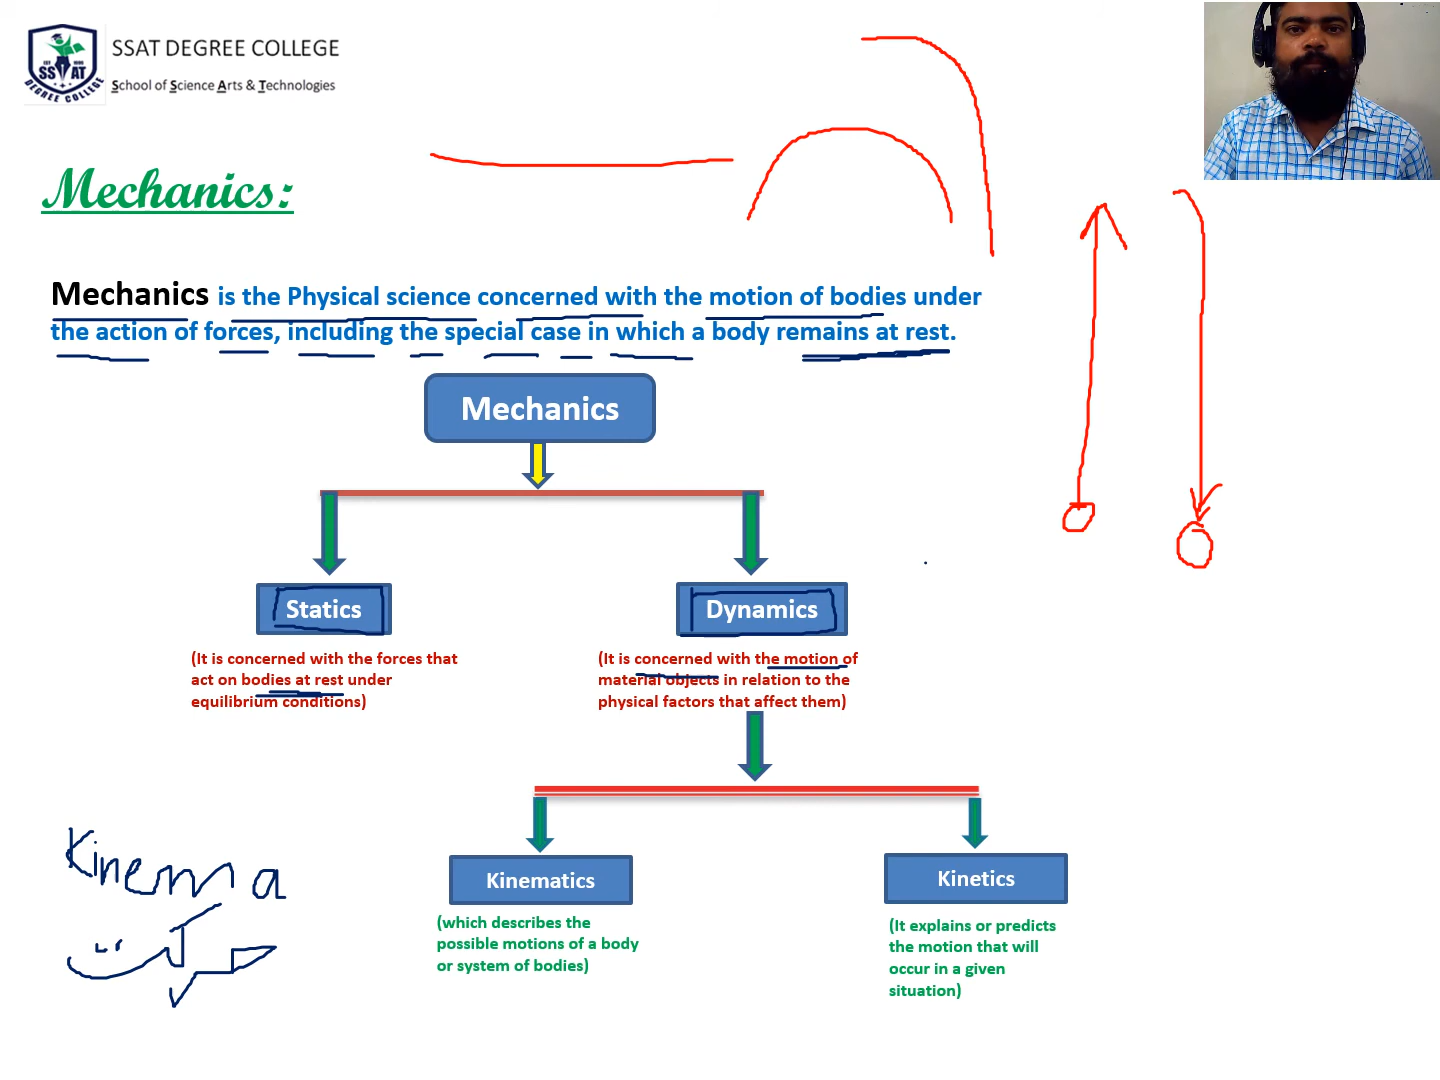 SSAT DEGREE COLLEGE
School of Science Arts & Technologies
SSAT
DEGREE COLLEGE
Mechanics:
Mechanics is the Physical science concerned with the motion of bodies under
the action of forces, including the special case in which a body remains at rest.
Mechanics
Statics
Dynamics
(It is concerned with the forces that
act on bodies at rest under
equilibrium conditions)
(It is concerned with the motion of
material objects in relation to the
physical factors that affect them)
Kinema
حرکت
Kinematics
(which describes the
possible motions of a body
or system of bodies)
Kinetics
(It explains or predicts
the motion that will
occur in a given
situation)